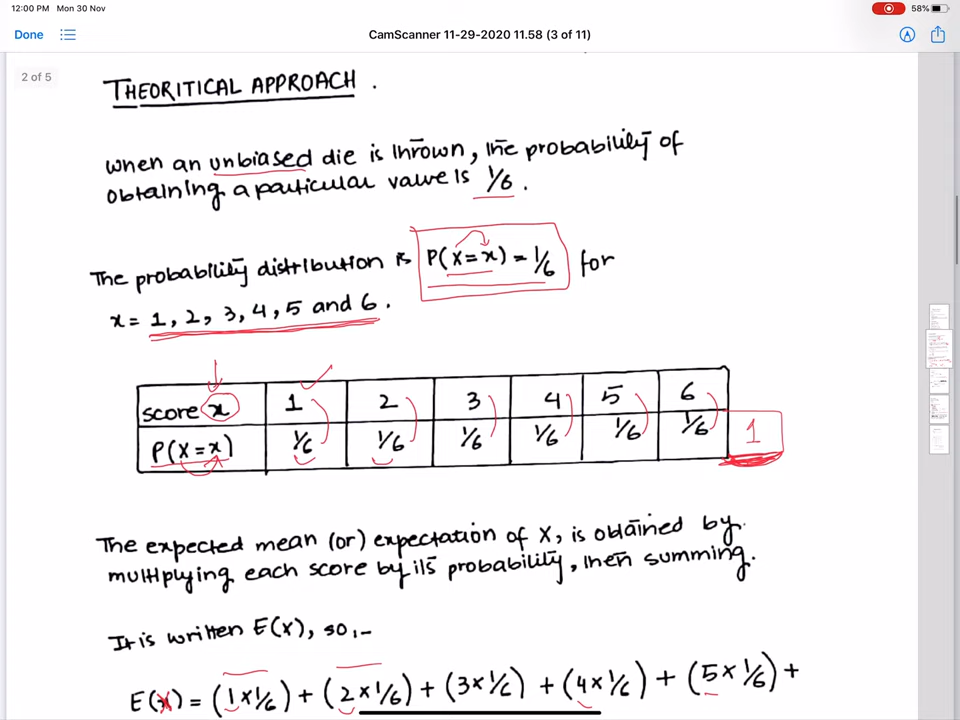 12:00 PM Mon 30 Nov
58%
Done
CamScanner 11-29-2020 11.58 (3 of 11)
2 of 5
THEORITICAL APPROACH .
when an unbiased die is thrown, the probability of
obtaining a particular value is 1/6 .
The probability distribution is P(X=x) = 1/6 for
x = 1, 2, 3, 4, 5 and 6 .
score x 1 2 3 4 5 6
P(X=x) 1/6 1/6 1/6 1/6 1/6 1/6 1
The expected mean (or) expectation of X, is obtained by
multiplying each score by its probability, then summing.
It is written E(X), so,-
E(X) = (1 x 1/6) + (2 x 1/6) + (3 x 1/6) + (4 x 1/6) + (5 x 1/6) +